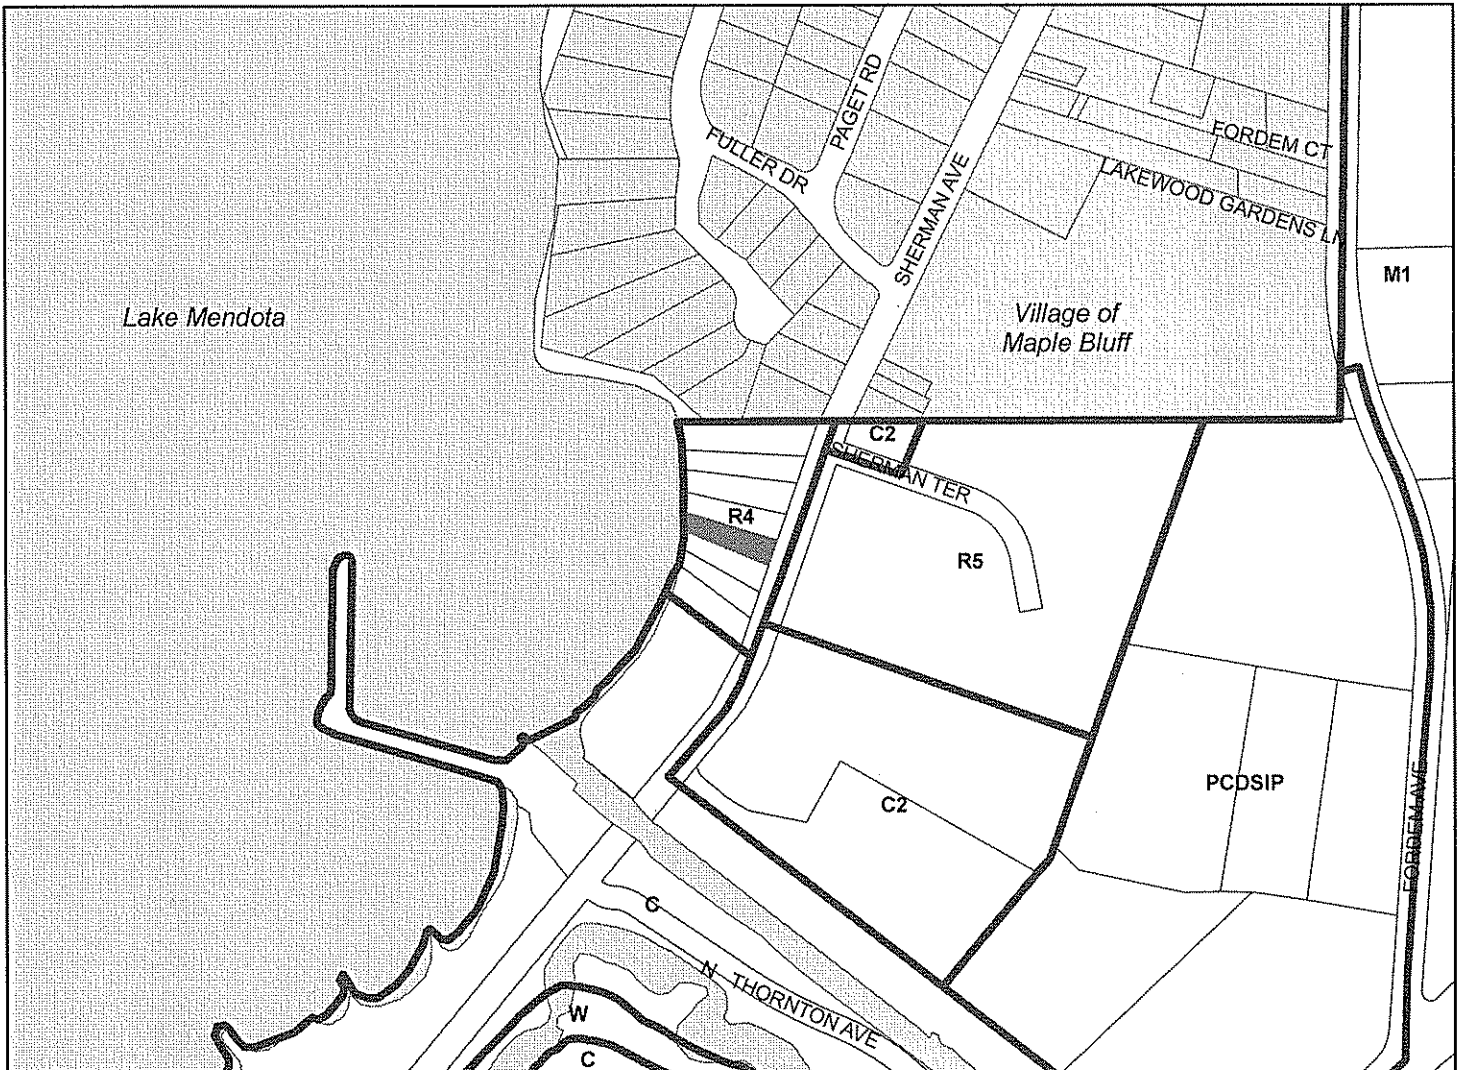 PAGET RD
FULLER DR
SHERMAN AVE
FORDEM CT
LAKEWOOD GARDENS LN
M1
Lake Mendota
Village of
Maple Bluff
C2
SHERMAN TER
R4
R5
PCDSIP
C2
FORDEM AVE
C
N THORNTON AVE
W
C